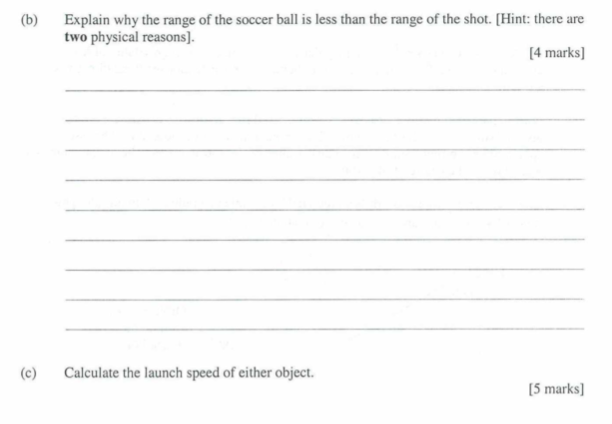 (b) Explain why the range of the soccer ball is less than the range of the shot. [Hint: there are
two physical reasons].
[4 marks]
(c) Calculate the launch speed of either object.
[5 marks]